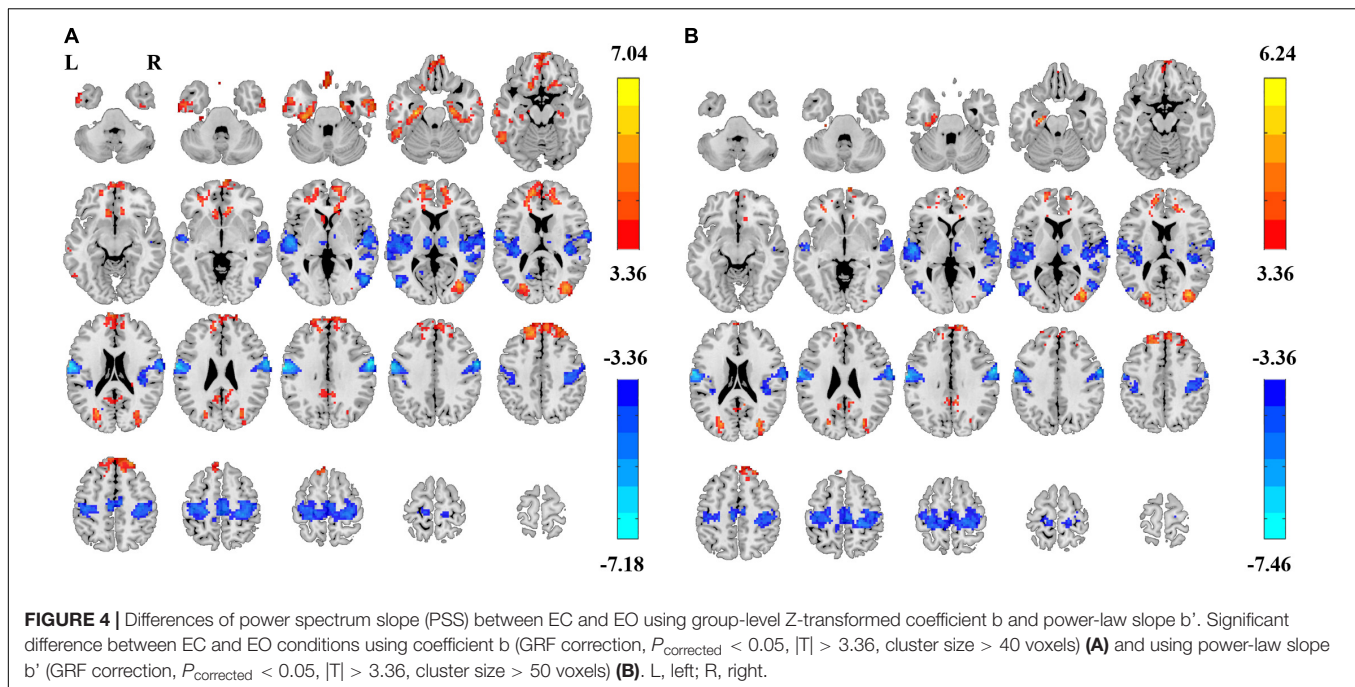 A
B
L
R
7.04
3.36
-3.36
-7.18
6.24
3.36
-3.36
-7.46
FIGURE 4 | Differences of power spectrum slope (PSS) between EC and EO using group-level Z-transformed coefficient b and power-law slope b’. Significant
difference between EC and EO conditions using coefficient b (GRF correction, Pcorrected < 0.05, |T| > 3.36, cluster size > 40 voxels) (A) and using power-law slope
b’ (GRF correction, Pcorrected < 0.05, |T| > 3.36, cluster size > 50 voxels) (B). L, left; R, right.